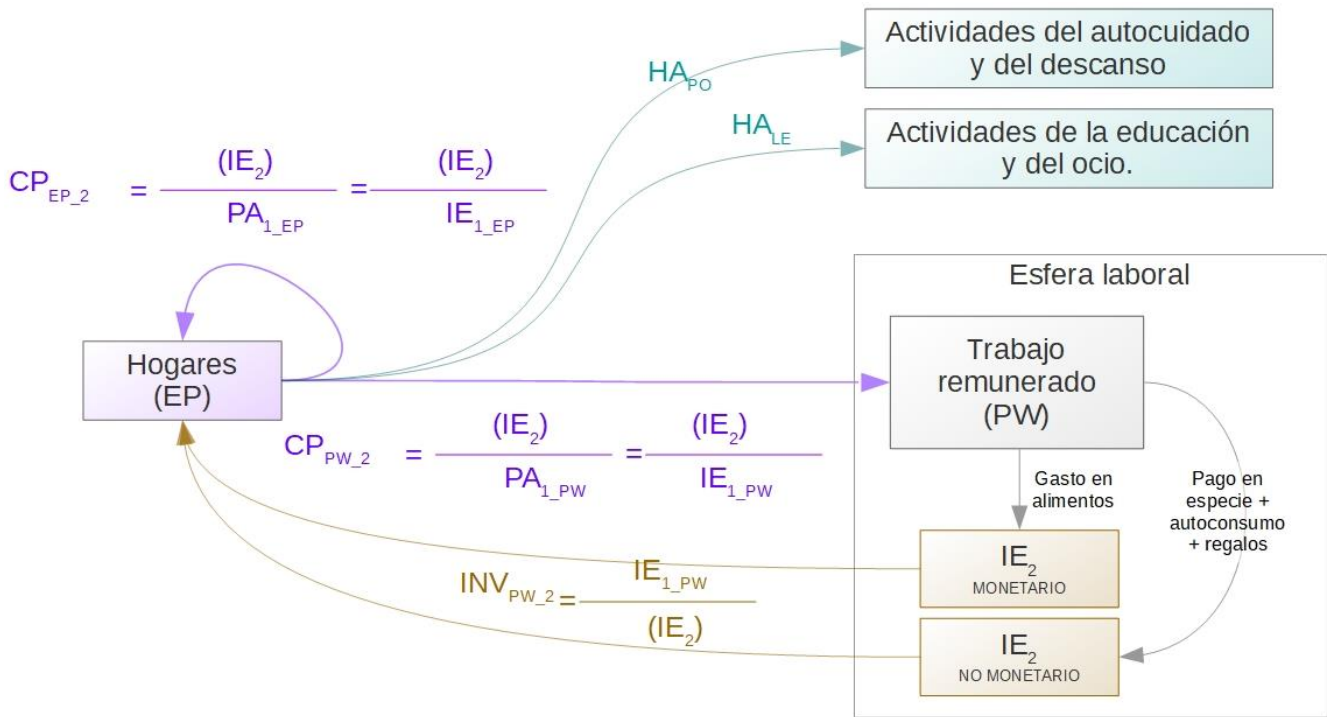 Actividades del autocuidado
y del descanso
HA_PO
Actividades de la educación
y del ocio.
HA_LE
CP_EP_2 = (IE_2) / PA_1_EP = (IE_2) / IE_1_EP
Esfera laboral
Hogares
(EP)
Trabajo
remunerado
(PW)
CP_PW_2 = (IE_2) / PA_1_PW = (IE_2) / IE_1_PW
Gasto en
alimentos
Pago en
especie +
autoconsumo
+ regalos
IE_2
MONETARIO
INV_PW_2 = IE_1_PW / (IE_2)
IE_2
NO MONETARIO